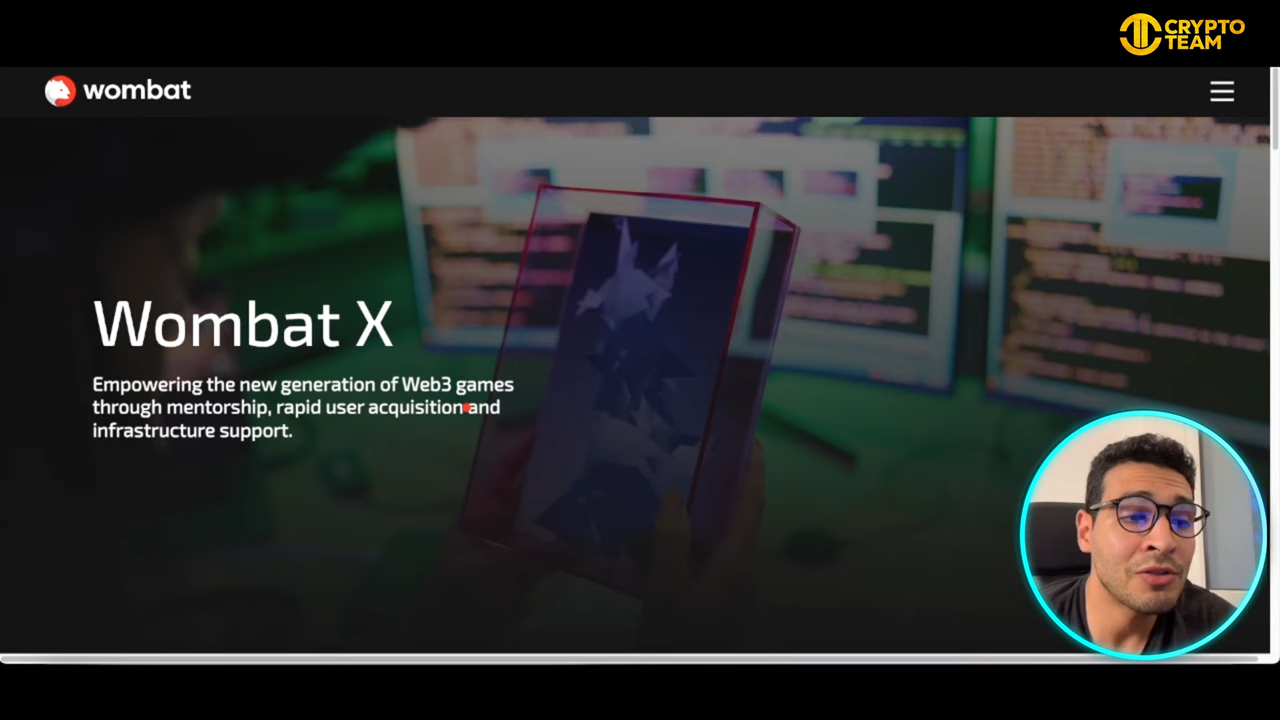 CRYPTO
TEAM
wombat
Wombat X
Empowering the new generation of Web3 games
through mentorship, rapid user acquisition and
infrastructure support.